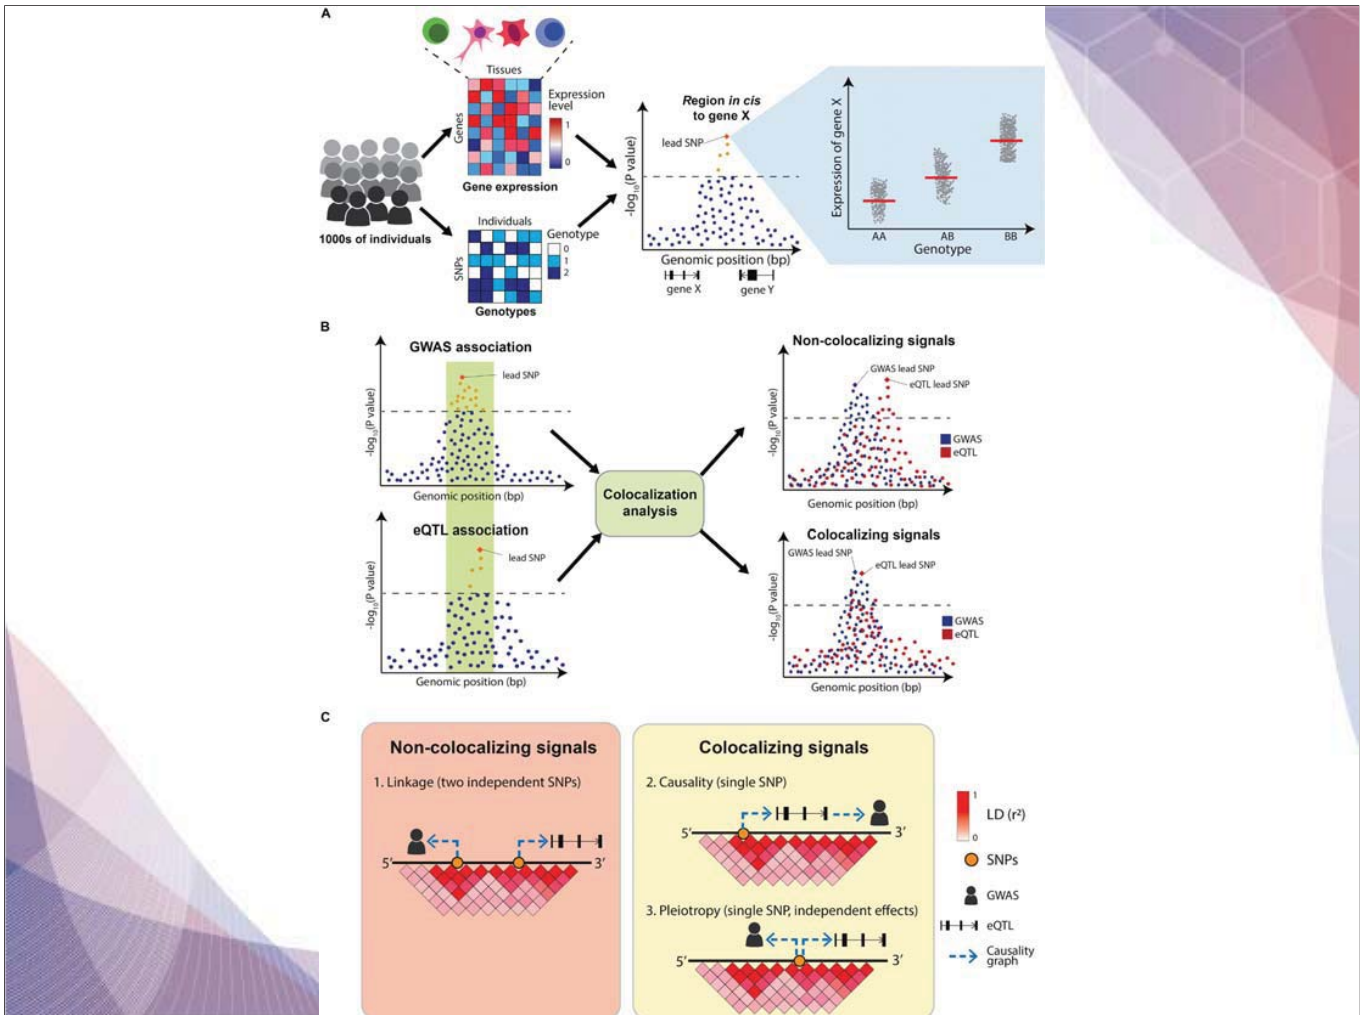 A
Tissues
Genes
Expression
level
1
0
Gene expression
1000s of individuals
Individuals
SNPs
Genotype
0
1
2
Genotypes
-log10(P value)
Region in cis
to gene X
lead SNP
Genomic position (bp)
gene X
gene Y
Expression of gene X
AA
AB
BB
Genotype
B
GWAS association
lead SNP
-log10(P value)
Genomic position (bp)
eQTL association
lead SNP
-log10(P value)
Genomic position (bp)
Colocalization
analysis
Non-colocalizing signals
GWAS lead SNP
eQTL lead SNP
-log10(P value)
GWAS
eQTL
Genomic position (bp)
Colocalizing signals
GWAS lead SNP
eQTL lead SNP
-log10(P value)
GWAS
eQTL
Genomic position (bp)
C
Non-colocalizing signals
1. Linkage (two independent SNPs)
5’
3’
Colocalizing signals
2. Causality (single SNP)
5’
3’
3. Pleiotropy (single SNP, independent effects)
5’
3’
1
LD (r²)
0
SNPs
GWAS
eQTL
Causality
graph